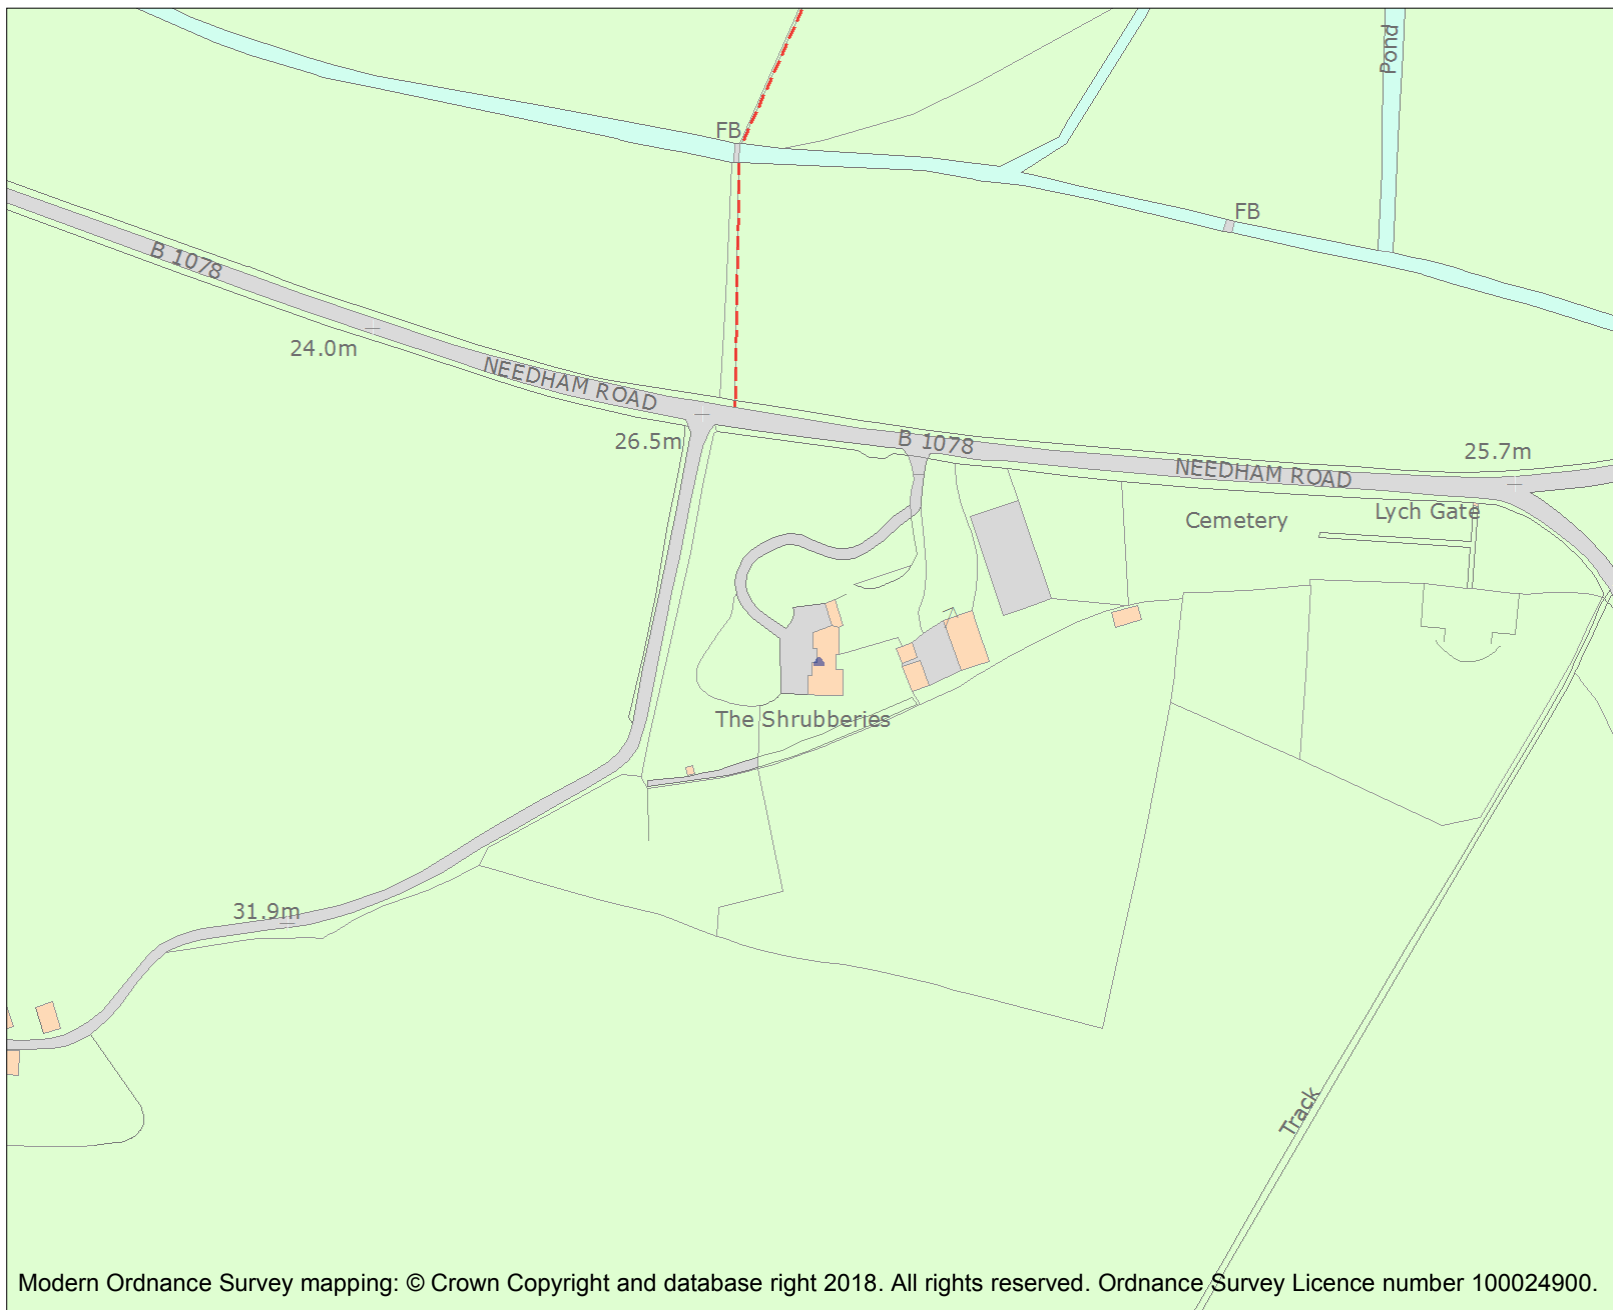 Pond
FB
FB
B 1078
24.0m
NEEDHAM ROAD
26.5m
B 1078
25.7m
NEEDHAM ROAD
Cemetery
Lych Gate
The Shrubberies
31.9m
Track
Modern Ordnance Survey mapping: © Crown Copyright and database right 2018. All rights reserved. Ordnance Survey Licence number 100024900.